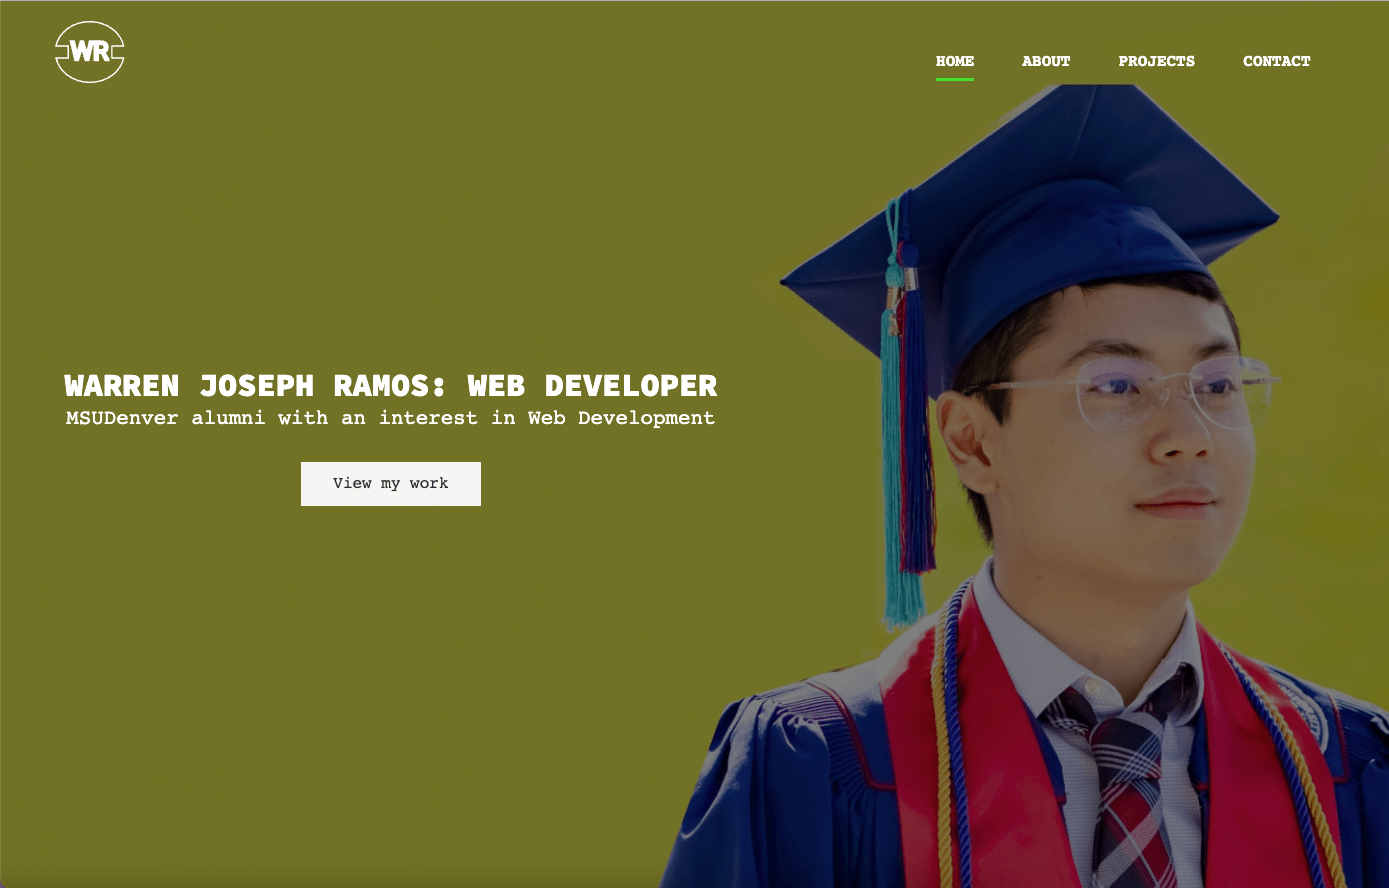 WR
HOME ABOUT PROJECTS CONTACT
WARREN JOSEPH RAMOS: WEB DEVELOPER
MSUDenver alumni with an interest in Web Development
View my work